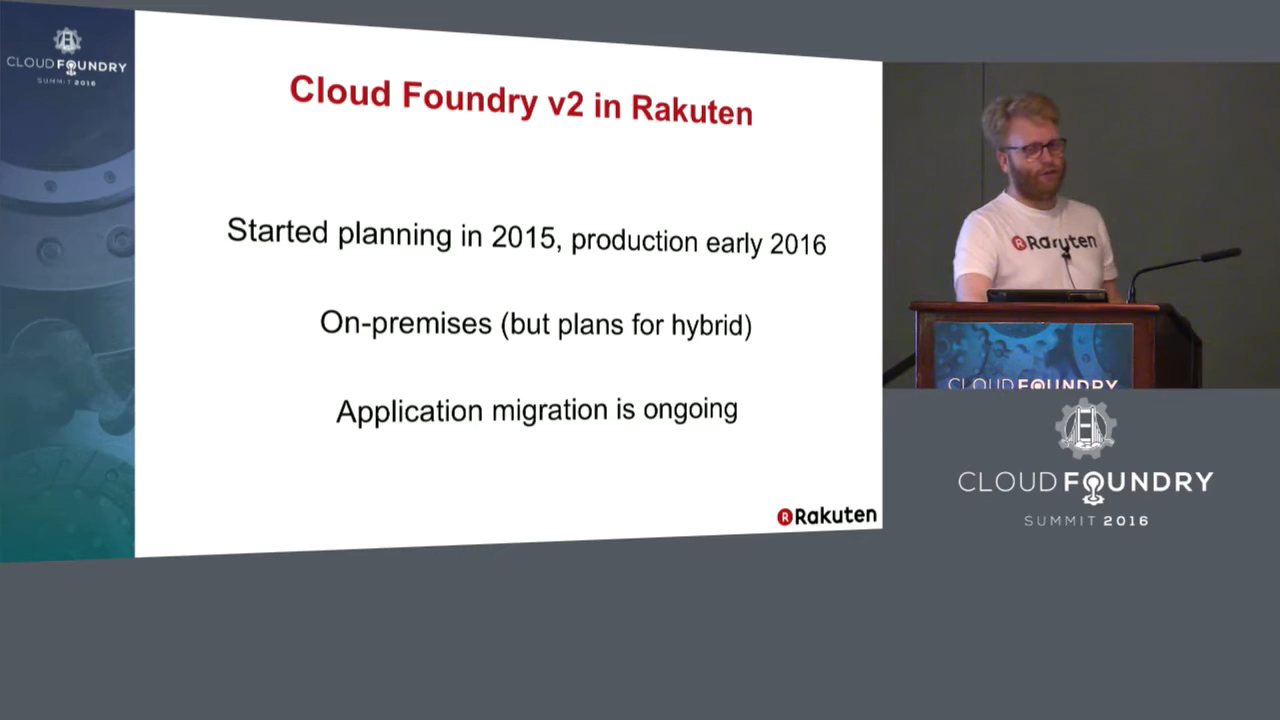 CLOUD FOUNDRY
SUMMIT 2016
Cloud Foundry v2 in Rakuten
Started planning in 2015, production early 2016
On-premises (but plans for hybrid)
Application migration is ongoing
R Rakuten
R Rakuten
CLOUD FOUNDRY
CLOUD FOUNDRY
SUMMIT 2016